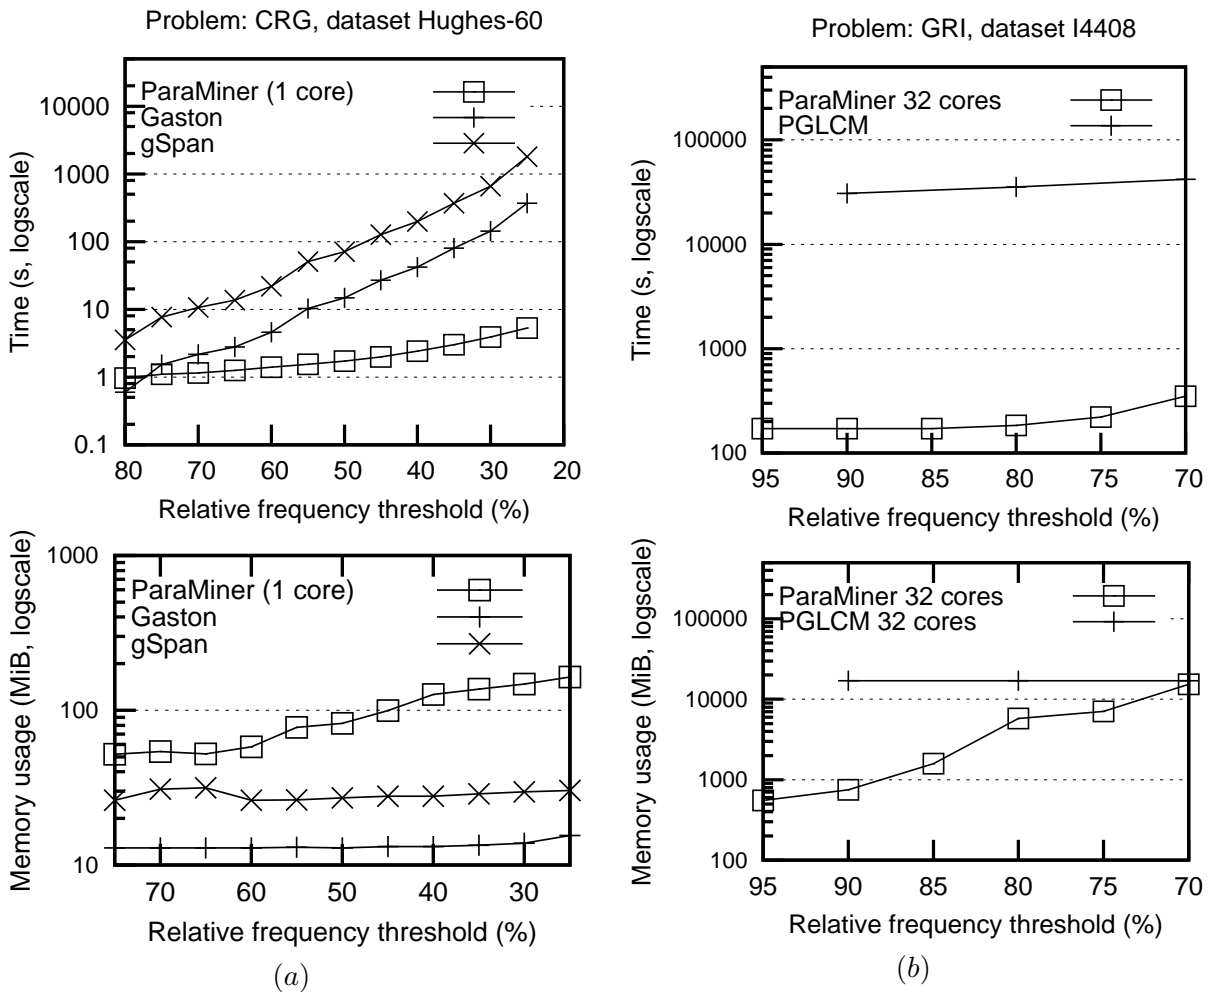 Problem: CRG, dataset Hughes-60
Time (s, logscale)
10000
1000
100
10
1
0.1
ParaMiner (1 core)
Gaston
gSpan
80 70 60 50 40 30 20
Relative frequency threshold (%)
Problem: GRI, dataset I4408
Time (s, logscale)
100000
10000
1000
100
ParaMiner 32 cores
PGLCM
95 90 85 80 75 70
Relative frequency threshold (%)
Memory usage (MiB, logscale)
1000
100
10
ParaMiner (1 core)
Gaston
gSpan
70 60 50 40 30
Relative frequency threshold (%)
(a)
Memory usage (MiB, logscale)
100000
10000
1000
100
ParaMiner 32 cores
PGLCM 32 cores
95 90 85 80 75 70
Relative frequency threshold (%)
(b)